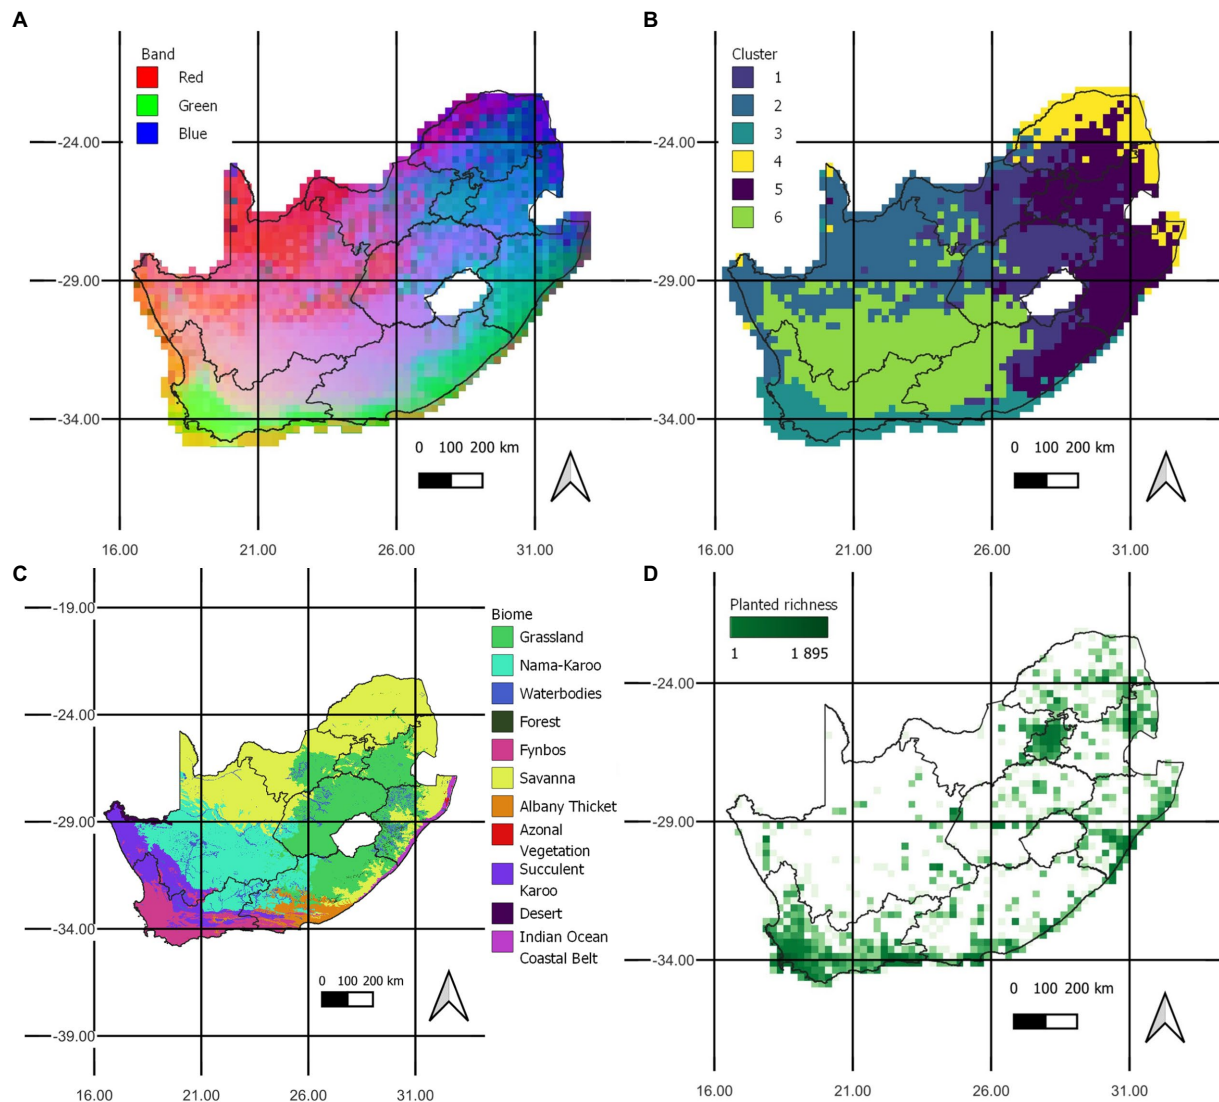 A
Band
Red
Green
Blue
-24.00
-29.00
-34.00
0 100 200 km
16.00 21.00 26.00 31.00
B
Cluster
1
2
3
4
5
6
-24.00
-29.00
-34.00
0 100 200 km
16.00 21.00 26.00 31.00
C
-19.00
-24.00
-29.00
-34.00
-39.00
Biome
Grassland
Nama-Karoo
Waterbodies
Forest
Fynbos
Savanna
Albany Thicket
Azonal
Vegetation
Succulent
Karoo
Desert
Indian Ocean
Coastal Belt
0 100 200 km
16.00 21.00 26.00 31.00
D
Planted richness
1 1 895
-24.00
-29.00
-34.00
0 100 200 km
16.00 21.00 26.00 31.00